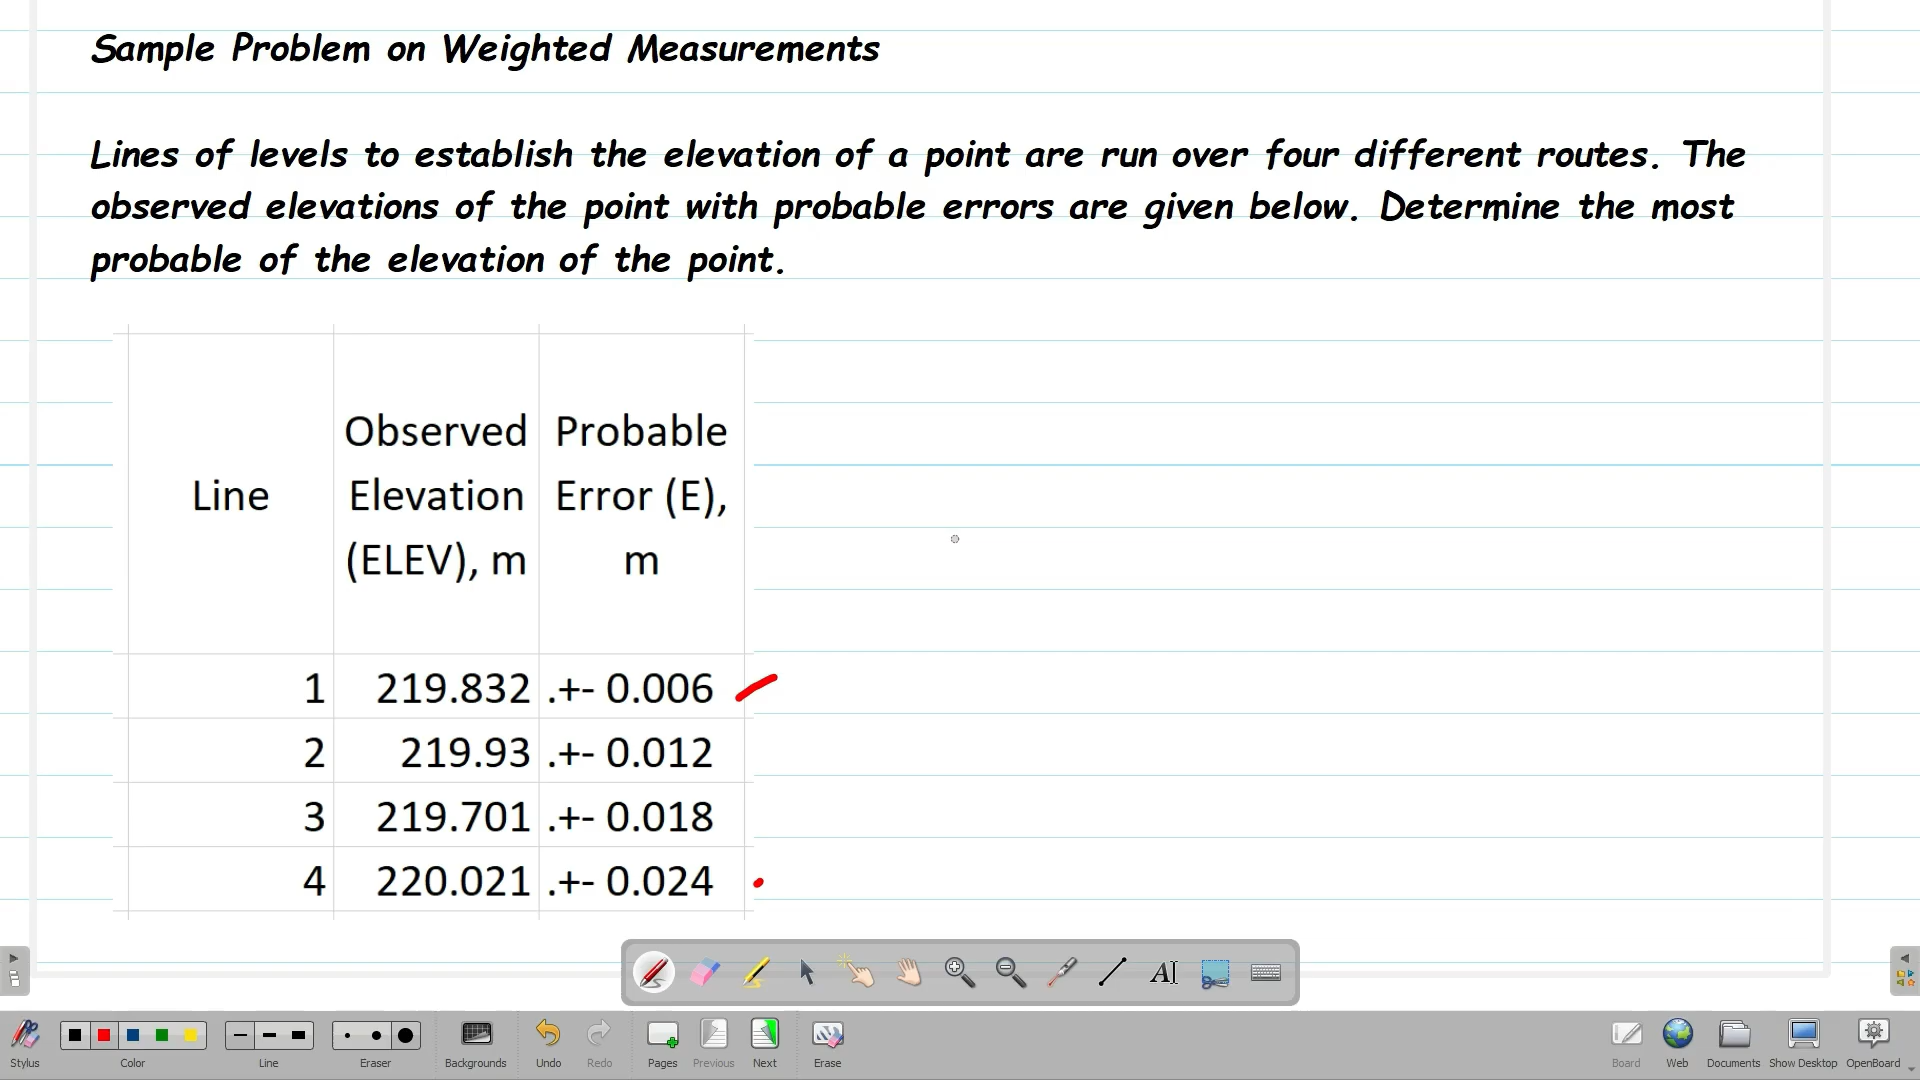 Sample Problem on Weighted Measurements
Lines of levels to establish the elevation of a point are run over four different routes. The
observed elevations of the point with probable errors are given below. Determine the most
probable of the elevation of the point.
Line
Observed
Elevation
(ELEV), m
Probable
Error (E),
m
1 219.832 .+- 0.006
2 219.93 .+- 0.012
3 219.701 .+- 0.018
4 220.021 .+- 0.024
AI
Stylus
Color
Line
Eraser
Backgrounds
Undo
Redo
Pages
Previous
Next
Erase
Board
Web
Documents
Show Desktop
OpenBoard